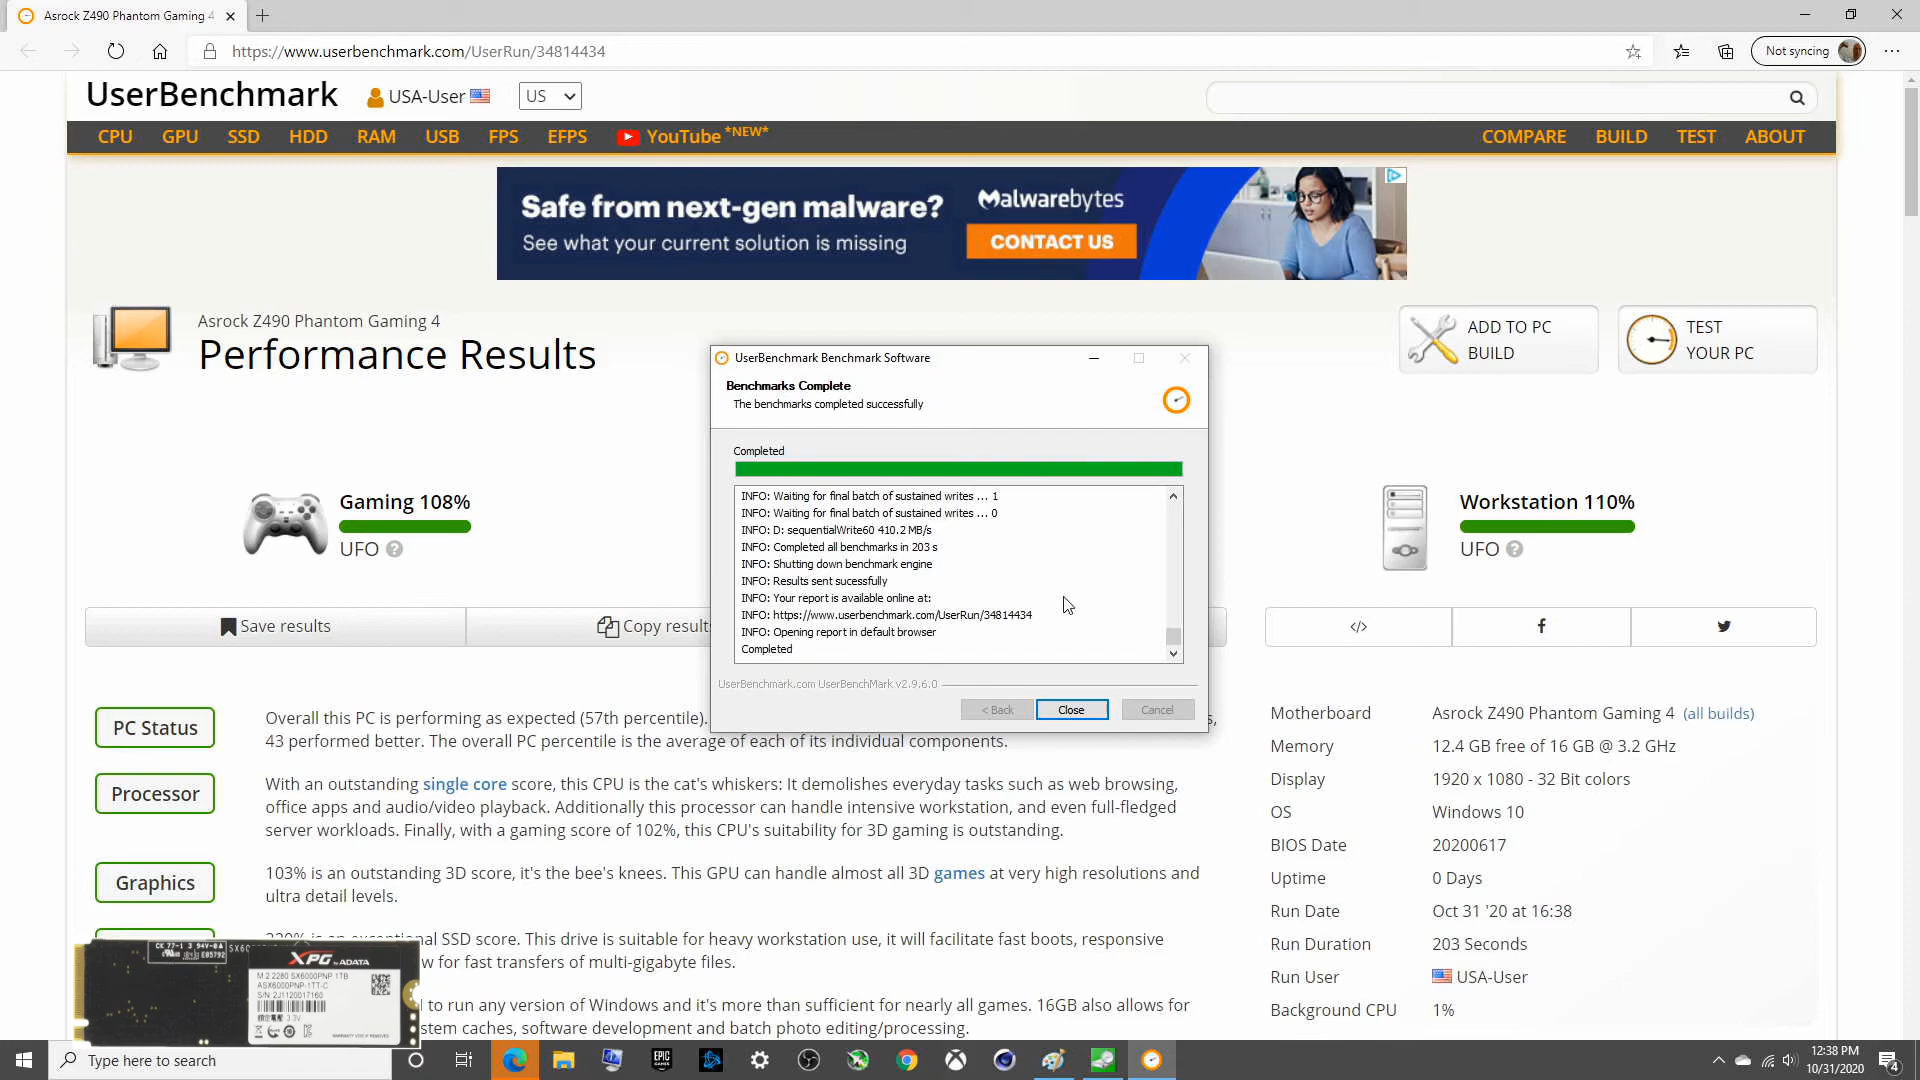 Asrock Z490 Phantom Gaming 4
https://www.userbenchmark.com/UserRun/34814434
Not syncing
UserBenchmark
USA-User
US
CPU GPU SSD HDD RAM USB FPS EFPS YouTube *NEW*
COMPARE BUILD TEST ABOUT
Safe from next-gen malware?
See what your current solution is missing
Malwarebytes
CONTACT US
Asrock Z490 Phantom Gaming 4
Performance Results
ADD TO PC
BUILD
TEST
YOUR PC
UserBenchmark Benchmark Software
Benchmarks Complete
The benchmarks completed successfully
Completed
INFO: Waiting for final batch of sustained writes ... 1
INFO: Waiting for final batch of sustained writes ... 0
INFO: D: sequentialWrite60 410.2 MB/s
INFO: Completed all benchmarks in 203 s
INFO: Shutting down benchmark engine
INFO: Results sent sucessfully
INFO: Your report is available online at:
INFO: https://www.userbenchmark.com/UserRun/34814434
INFO: Opening report in default browser
Completed
UserBenchmark.com UserBenchMark v2.9.6.0
< Back
Close
Cancel
Gaming 108%
UFO
Workstation 110%
UFO
Save results
Copy result
PC Status
Overall this PC is performing as expected (57th percentile).
43 performed better. The overall PC percentile is the average of each of its individual components.
Processor
With an outstanding single core score, this CPU is the cat's whiskers: It demolishes everyday tasks such as web browsing,
office apps and audio/video playback. Additionally this processor can handle intensive workstation, and even full-fledged
server workloads. Finally, with a gaming score of 102%, this CPU's suitability for 3D gaming is outstanding.
Graphics
103% is an outstanding 3D score, it's the bee's knees. This GPU can handle almost all 3D games at very high resolutions and
ultra detail levels.
nal SSD score. This drive is suitable for heavy workstation use, it will facilitate fast boots, responsive
w for fast transfers of multi-gigabyte files.
to run any version of Windows and it's more than sufficient for nearly all games. 16GB also allows for
stem caches, software development and batch photo editing/processing.
Motherboard Asrock Z490 Phantom Gaming 4 (all builds)
Memory 12.4 GB free of 16 GB @ 3.2 GHz
Display 1920 x 1080 - 32 Bit colors
OS Windows 10
BIOS Date 20200617
Uptime 0 Days
Run Date Oct 31 '20 at 16:38
Run Duration 203 Seconds
Run User USA-User
Background CPU 1%
XPG by ADATA
M.2 2280 SX6000PNP 1TB
ASX6000PNP-1TT-C
S/N: 2J1120017160
3.3V
WARRANTY VOID IF REMOVED
Type here to search
EPIC
GAMES
12:38 PM
10/31/2020
4